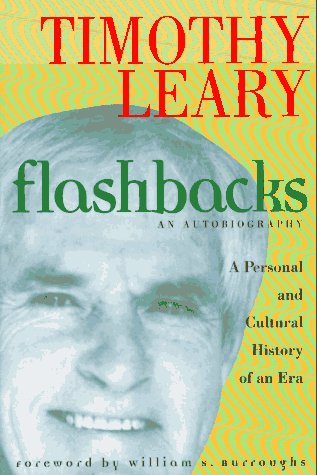 TIMOTHY
LEARY
flashbacks
AN AUTOBIOGRAPHY
A Personal
and
Cultural
History
of an Era
foreword by william s. Burroughs